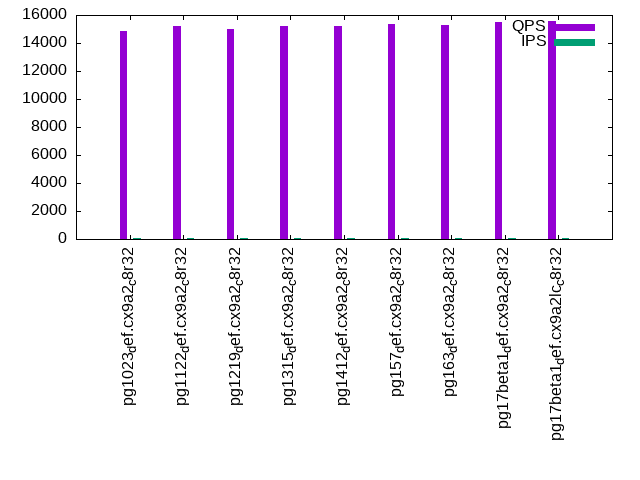 16000
14000
12000
10000
8000
6000
4000
2000
0
QPS
IPS
pg1023def.cx9a2c8r32
pg1122def.cx9a2c8r32
pg1219def.cx9a2c8r32
pg1315def.cx9a2c8r32
pg1412def.cx9a2c8r32
pg157def.cx9a2c8r32
pg163def.cx9a2c8r32
pg17beta1def.cx9a2c8r32
pg17beta1def.cx9a2lcc8r32